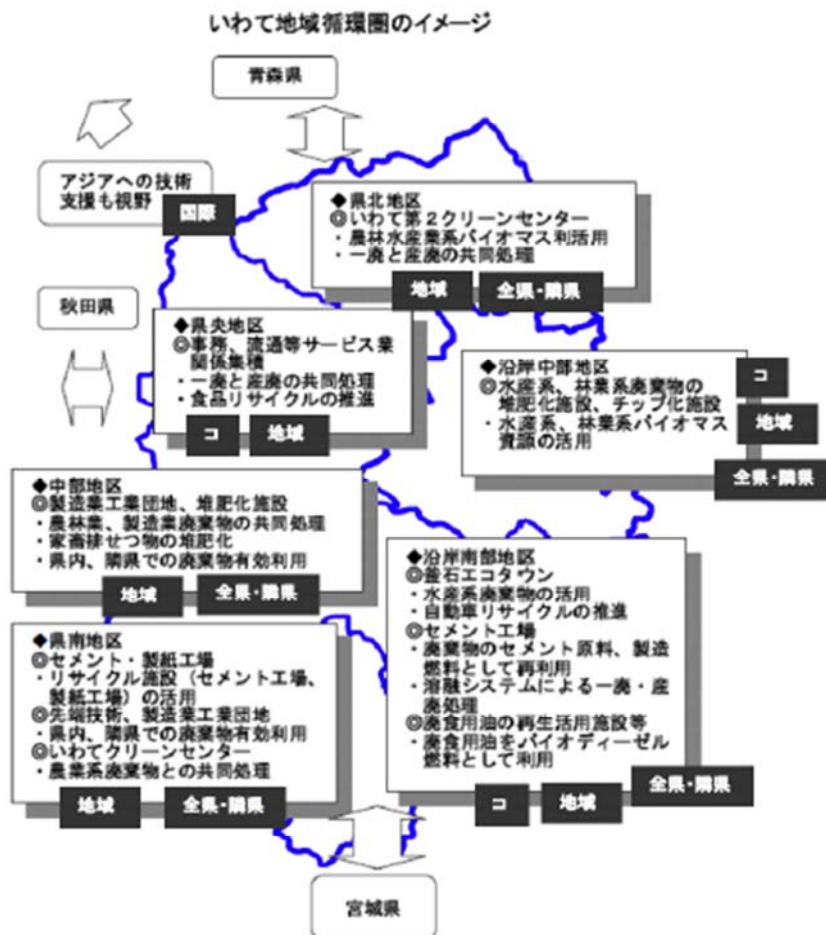 いわて地域循環圏のイメージ
青森県
アジアへの技術
支援も視野
国際
◆県北地区
◎いわて第2クリーンセンター
・農林水産業系バイオマス利活用
・一廃と産廃の共同処理
地域
全県・隣県
秋田県
◆県央地区
◎事務、流通等サービス業
関係集積
・一廃と産廃の共同処理
・食品リサイクルの推進
コ
地域
◆沿岸中部地区
◎水産系、林業系廃棄物の
堆肥化施設、チップ化施設
・水産系、林業系バイオマス
資源の活用
コ
地域
全県・隣県
◆中部地区
◎製造業工業団地、堆肥化施設
・農林業、製造業廃棄物の共同処理
・家畜排せつ物の堆肥化
・県内、隣県での廃棄物有効利用
地域
全県・隣県
◆沿岸南部地区
◎釜石エコタウン
・水産系廃棄物の活用
・自動車リサイクルの推進
◎セメント工場
・廃棄物のセメント原料、製造
燃料として再利用
・溶融システムによる一廃・産
廃処理
◎廃食用油の再生活用施設等
・廃食用油をバイオディーゼル
燃料として利用
コ
地域
全県・隣県
◆県南地区
◎セメント・製紙工場
・リサイクル施設（セメント工場、
製紙工場）の活用
◎先端技術、製造業工業団地
・県内、隣県での廃棄物有効利用
◎いわてクリーンセンター
・農業系廃棄物との共同処理
地域
全県・隣県
宮城県